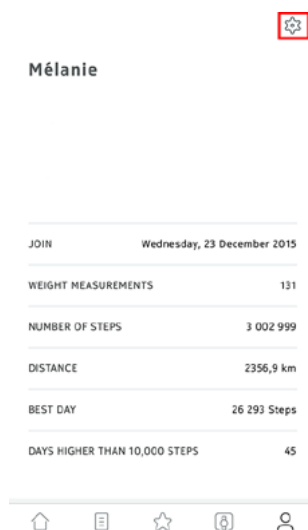 Mélanie
JOIN Wednesday, 23 December 2015
WEIGHT MEASUREMENTS 131
NUMBER OF STEPS 3 002 999
DISTANCE 2356,9 km
BEST DAY 26 293 Steps
DAYS HIGHER THAN 10,000 STEPS 45